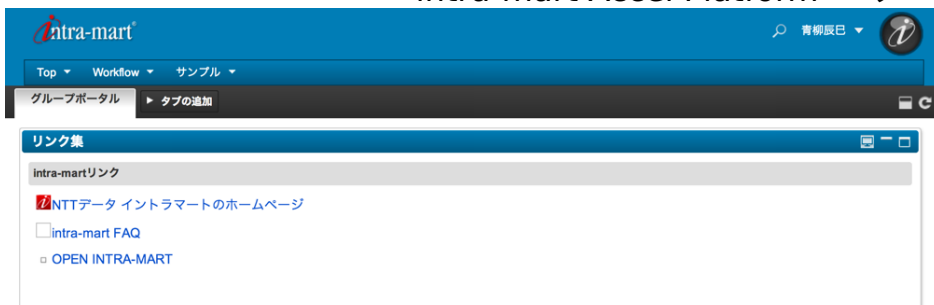 intra-mart
青柳辰巳
Top Workflow サンプル
グループポータル タブの追加
リンク集
intra-martリンク
NTTデータ イントラマートのホームページ
intra-mart FAQ
OPEN INTRA-MART